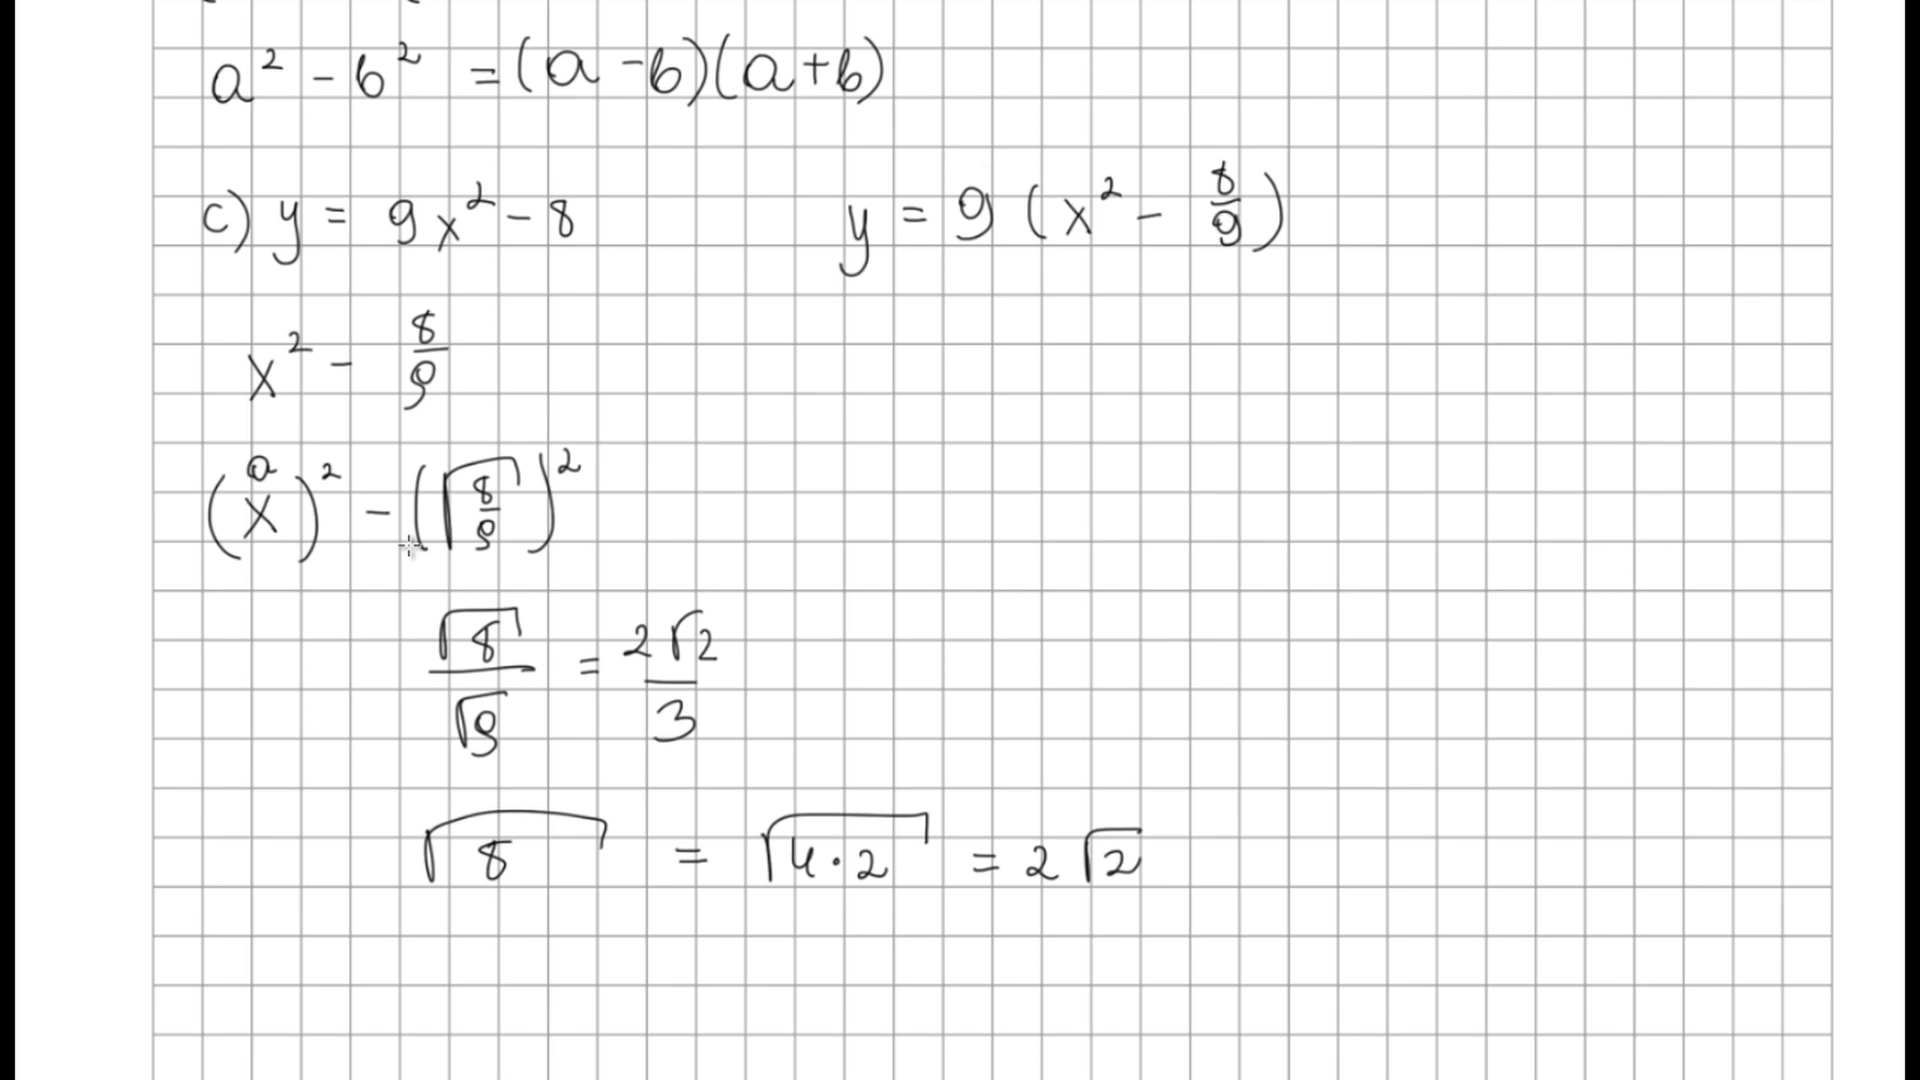 a² - b² = (a - b)(a + b)
c) y = 9x² - 8 y = 9 (x² - 8/9)
x² - 8/9
a
(x)² - (√(8/9))²
√8/√9 = 2√2/3
√8 = √(4·2) = 2√2